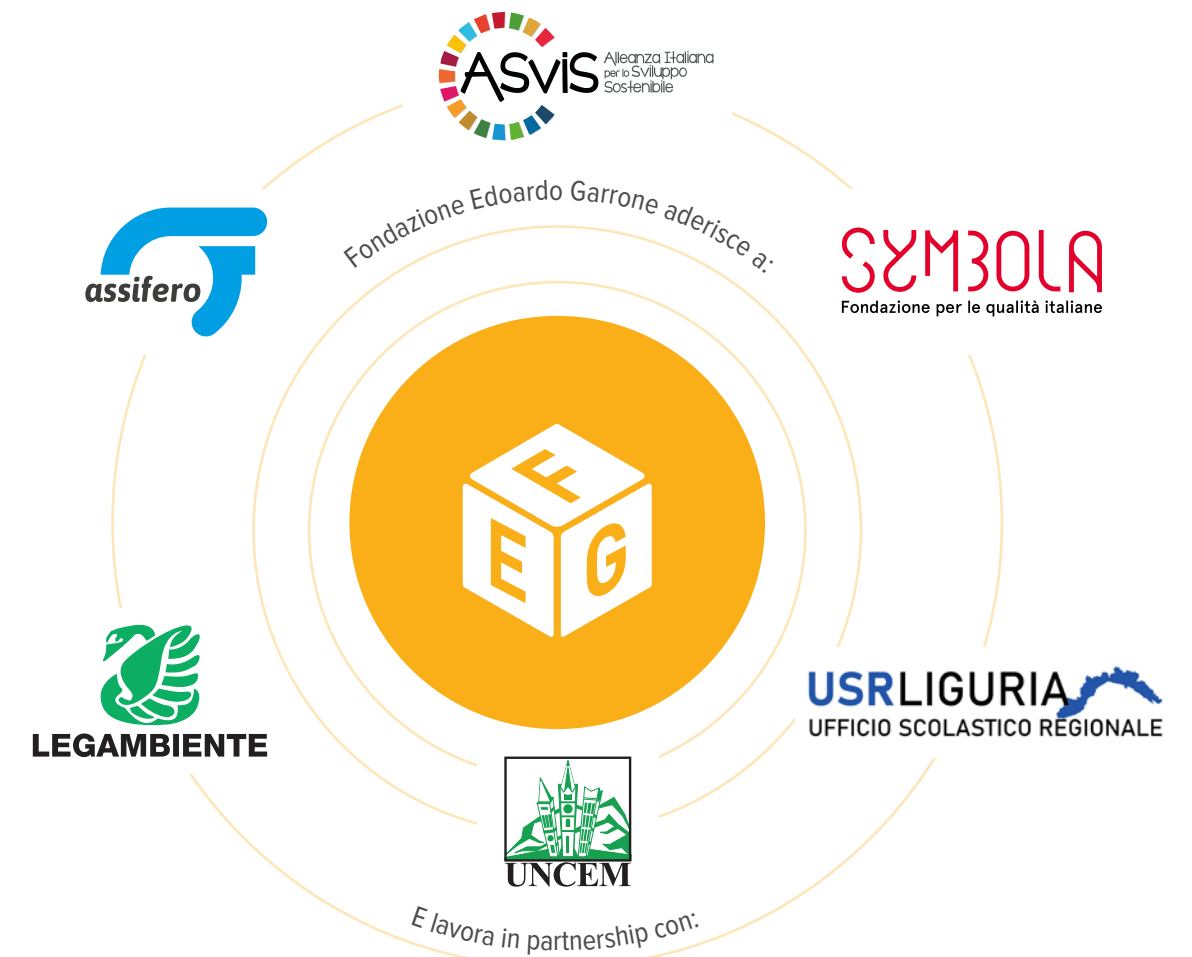 ASviS
Alleanza Italiana
per lo Sviluppo
Sostenibile
Fondazione Edoardo Garrone aderisce a:
assifero
SYMBOLA
Fondazione per le qualità italiane
F
E G
LEGAMBIENTE
USRLIGURIA
UFFICIO SCOLASTICO REGIONALE
UNCEM
E lavora in partnership con: